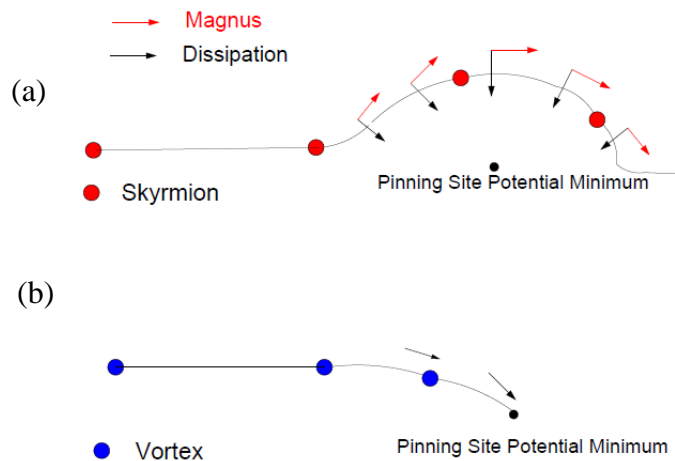 Magnus
Dissipation
(a)
Pinning Site Potential Minimum
Skyrmion
(b)
Pinning Site Potential Minimum
Vortex